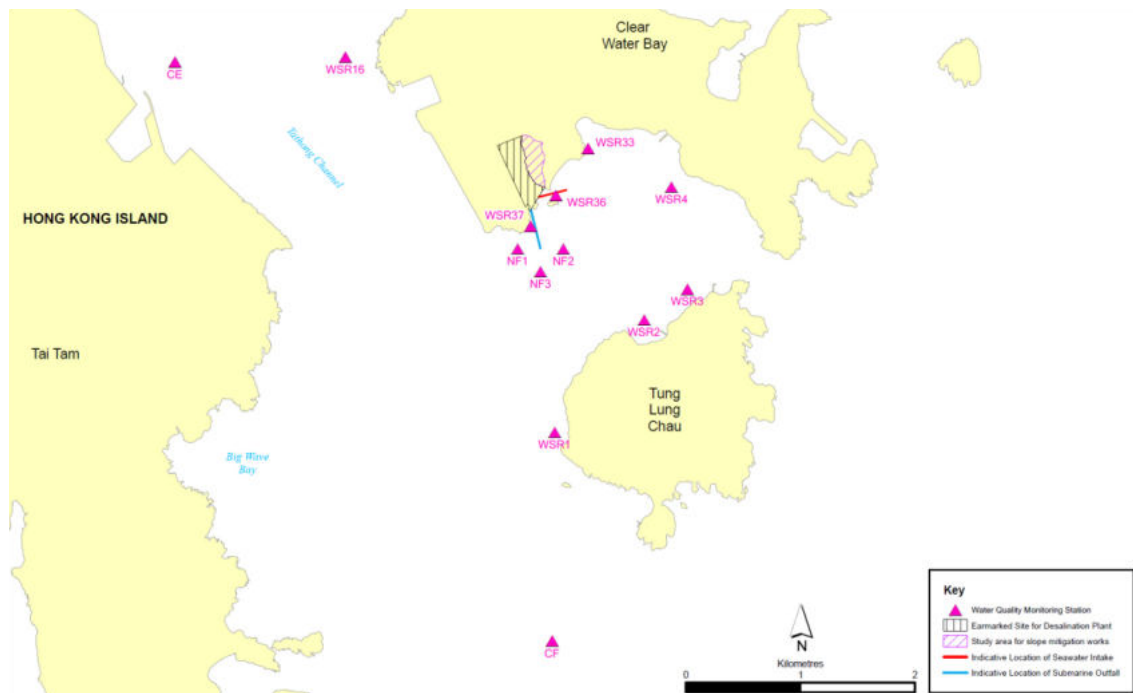 Clear
Water Bay
CE
WSR16
Tathong Channel
WSR33
HONG KONG ISLAND
WSR36
WSR4
WSR37
NF1
NF2
NF3
WSR3
WSR2
Tai Tam
Tung
Lung
Chau
WSR1
Big Wave
Bay
CF
N
Kilometres
0 1 2
Key
Water Quality Monitoring Station
Earmarked Site for Desalination Plant
Study area for slope mitigation works
Indicative Location of Seawater Intake
Indicative Location of Submarine Outfall